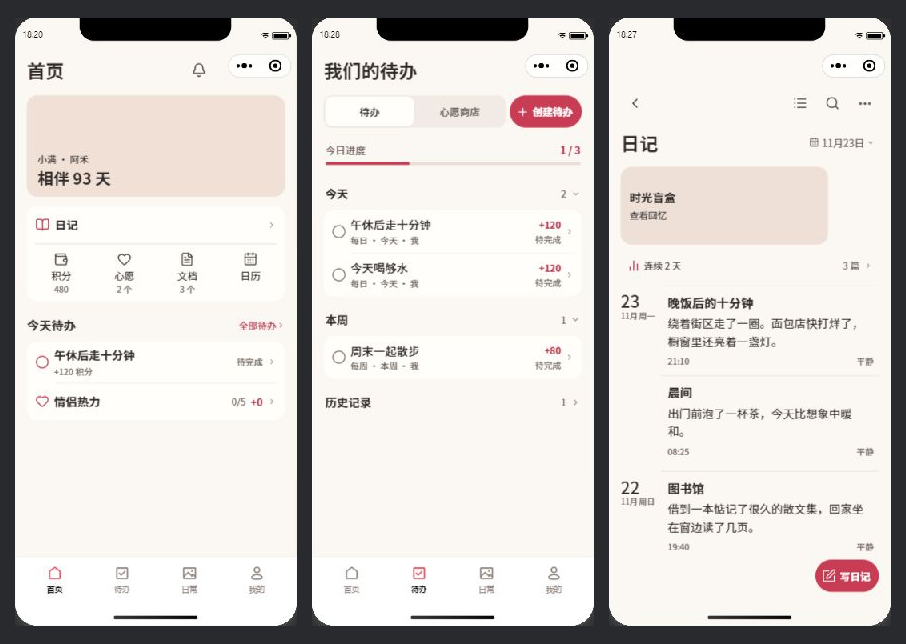 18:20
首页
小满 · 阿禾
相伴 93 天
日记
积分
480
心愿
2 个
文档
3 个
日历
今天待办
全部待办
午休后走十分钟
+120 积分
待完成
情侣热力
0/5 +0
首页
待办
日常
我的
18:28
我们的待办
待办
心愿商店
+ 创建待办
今日进度
1 / 3
今天
2
午休后走十分钟
每日 · 今天 · 我
+120
待完成
今天喝够水
每日 · 今天 · 我
+120
待完成
本周
1
周末一起散步
每周 · 本周 · 我
+80
待完成
历史记录
1
首页
待办
日常
我的
18:27
日记
11月23日
时光盲盒
查看回忆
连续 2 天
3 篇
23
11月周一
晚饭后的十分钟
绕着街区走了一圈。面包店快打烊了，
橱窗里还亮着一盏灯。
21:10
平静
晨间
出门前泡了一杯茶，今天比想象中暖
和。
08:25
平静
22
11月周日
图书馆
借到一本惦记了很久的散文集，回家坐
在窗边读了几页。
19:40
平静
写日记